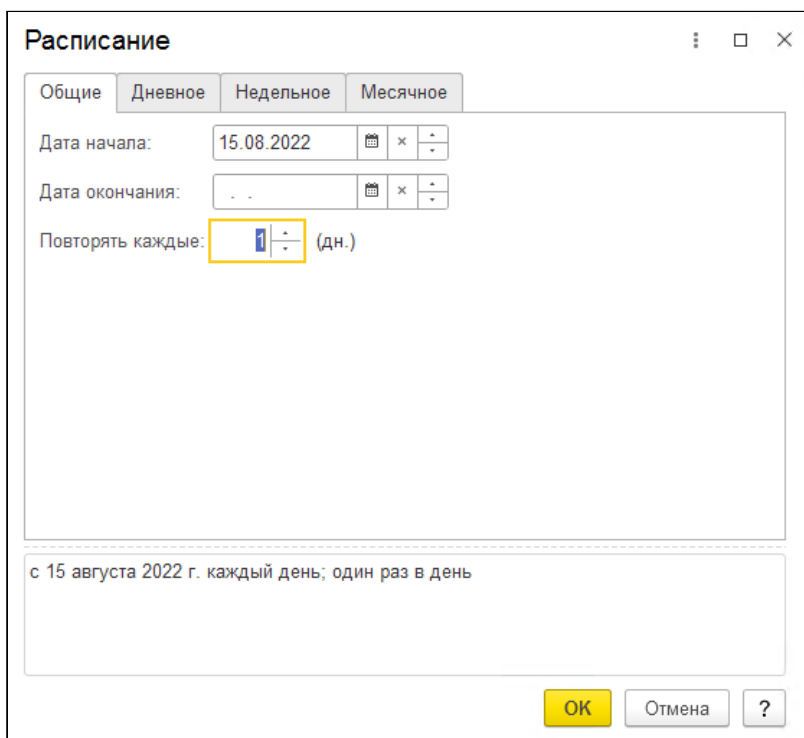 Расписание
Общие Дневное Недельное Месячное
Дата начала: 15.08.2022
Дата окончания: . .
Повторять каждые: 1 (дн.)
с 15 августа 2022 г. каждый день; один раз в день
ОК Отмена ?